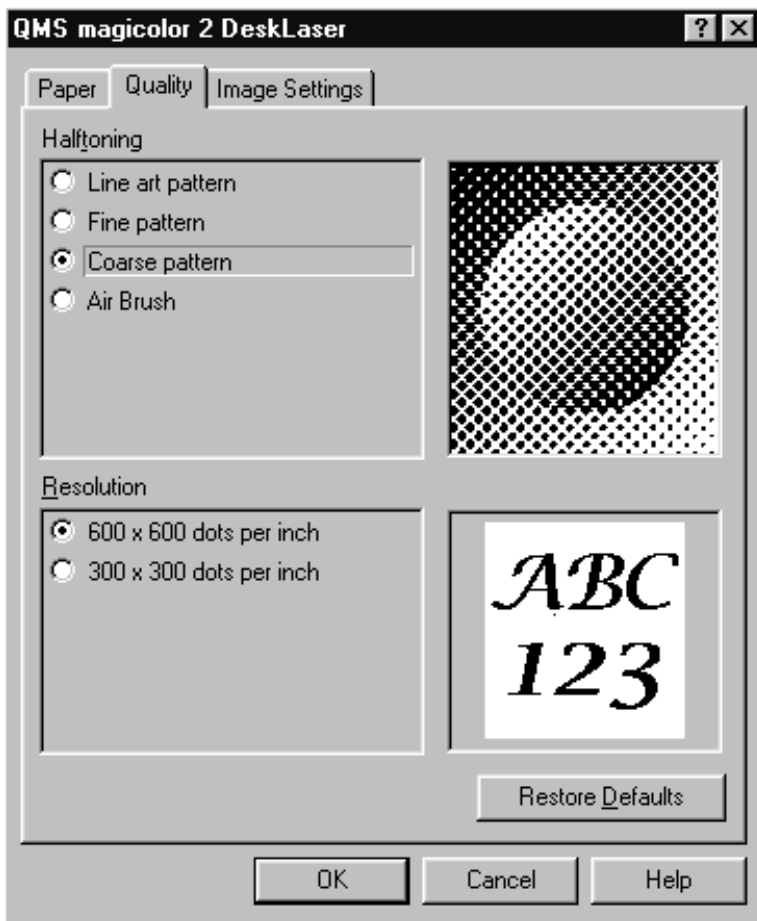 QMS magicolor 2 DeskLaser
Paper Quality Image Settings
Halftoning
Line art pattern
Fine pattern
Coarse pattern
Air Brush
Resolution
600 x 600 dots per inch
300 x 300 dots per inch
ABC
123
Restore Defaults
OK Cancel Help